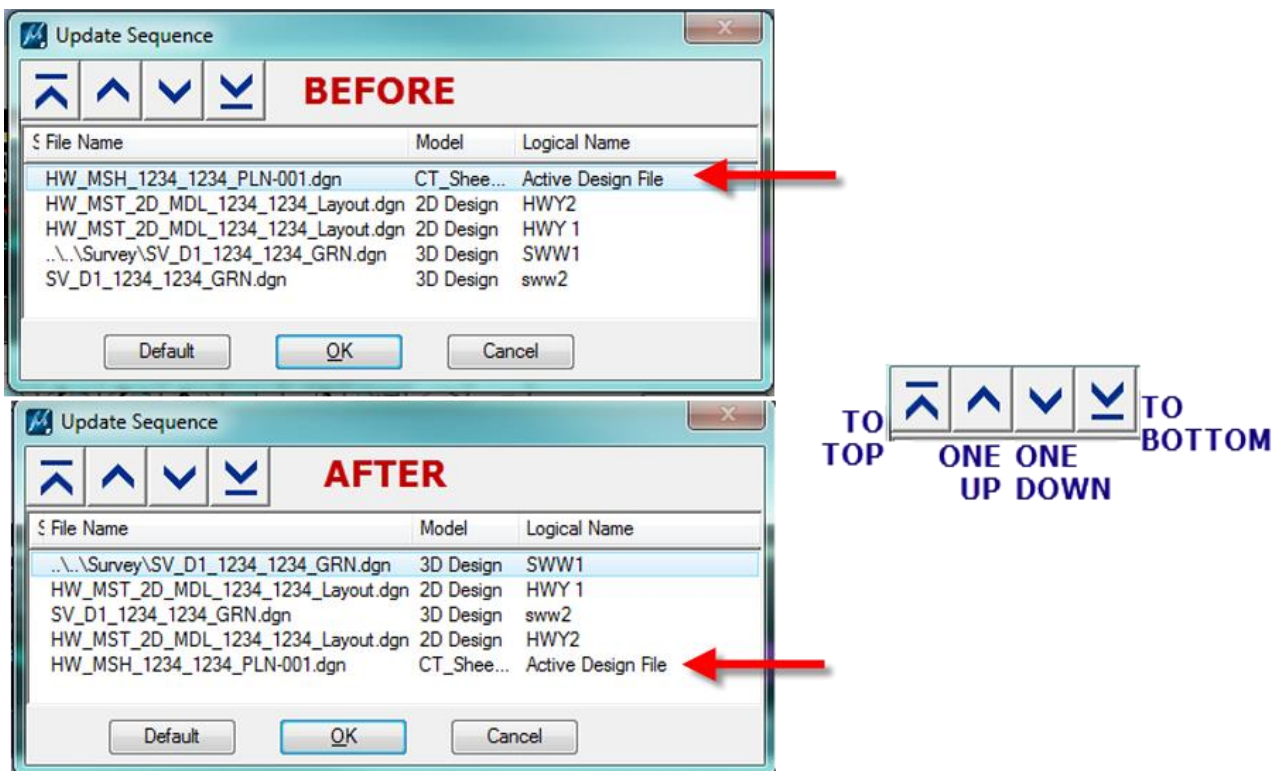 Update Sequence
BEFORE
S File Name Model Logical Name
HW_MSH_1234_1234_PLN-001.dgn CT_Shee... Active Design File
HW_MST_2D_MDL_1234_1234_Layout.dgn 2D Design HWY2
HW_MST_2D_MDL_1234_1234_Layout.dgn 2D Design HWY 1
..\..\Survey\SV_D1_1234_1234_GRN.dgn 3D Design SWW1
SV_D1_1234_1234_GRN.dgn 3D Design sww2
Default OK Cancel
Update Sequence
AFTER
S File Name Model Logical Name
..\..\Survey\SV_D1_1234_1234_GRN.dgn 3D Design SWW1
HW_MST_2D_MDL_1234_1234_Layout.dgn 2D Design HWY 1
SV_D1_1234_1234_GRN.dgn 3D Design sww2
HW_MST_2D_MDL_1234_1234_Layout.dgn 2D Design HWY2
HW_MSH_1234_1234_PLN-001.dgn CT_Shee... Active Design File
Default OK Cancel
TO
TOP
ONE
UP
ONE
DOWN
TO
BOTTOM